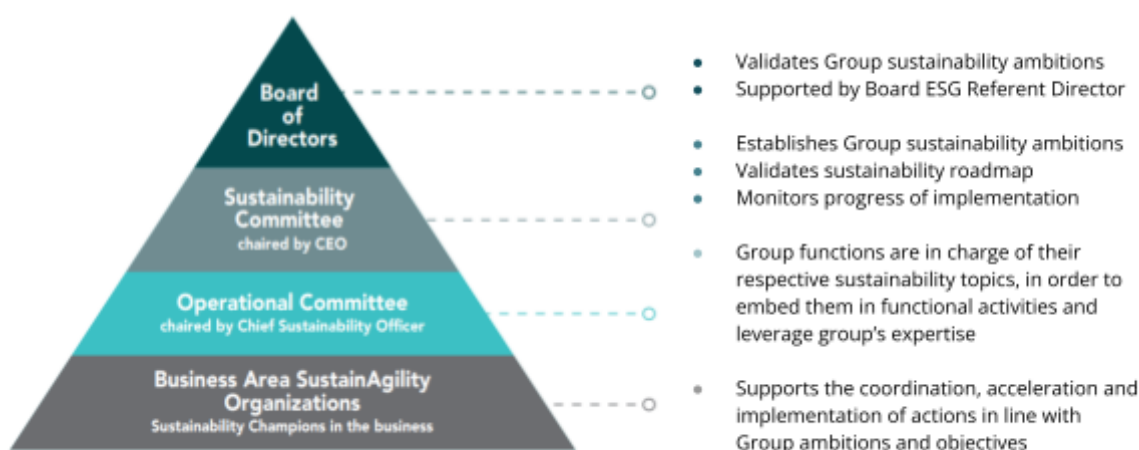 Board
of
Directors
Validates Group sustainability ambitions
Supported by Board ESG Referent Director
Sustainability
Committee
chaired by CEO
Establishes Group sustainability ambitions
Validates sustainability roadmap
Monitors progress of implementation
Operational Committee
chaired by Chief Sustainability Officer
Group functions are in charge of their
respective sustainability topics, in order to
embed them in functional activities and
leverage group's expertise
Business Area SustainAgility
Organizations
Sustainability Champions in the business
Supports the coordination, acceleration and
implementation of actions in line with
Group ambitions and objectives